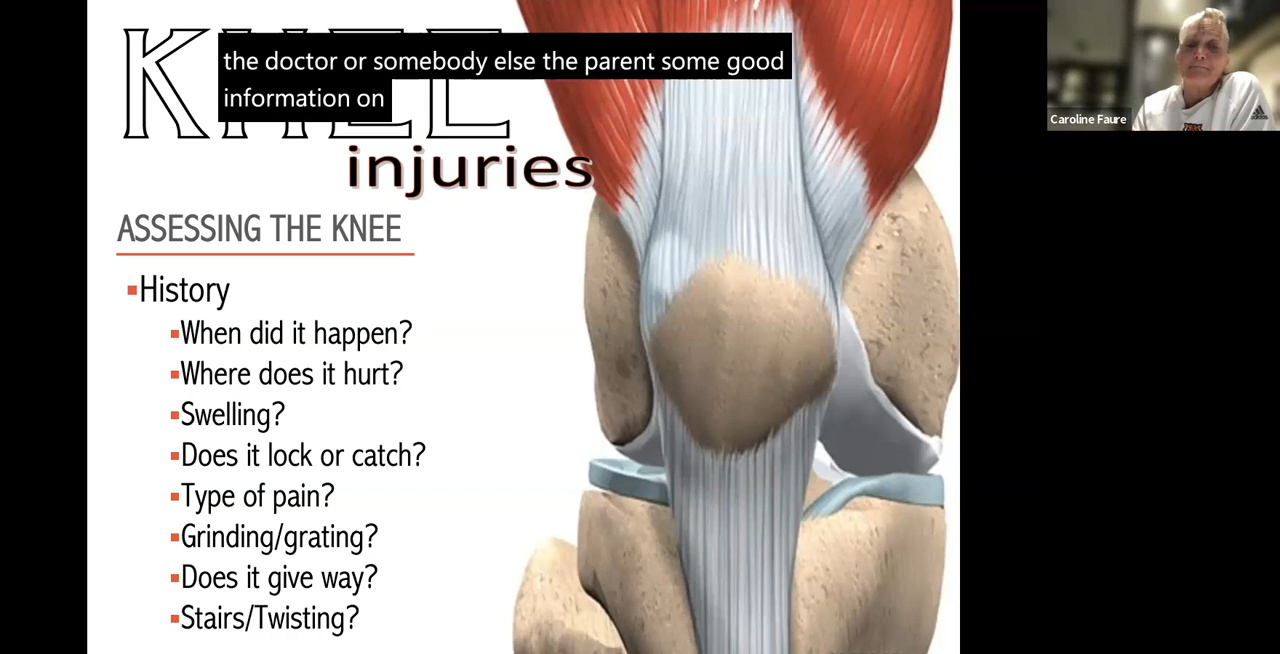 KNEE
the doctor or somebody else the parent some good
information on
injuries
ASSESSING THE KNEE
▪History
▪When did it happen?
▪Where does it hurt?
▪Swelling?
▪Does it lock or catch?
▪Type of pain?
▪Grinding/grating?
▪Does it give way?
▪Stairs/Twisting?
Caroline Faure
adidas